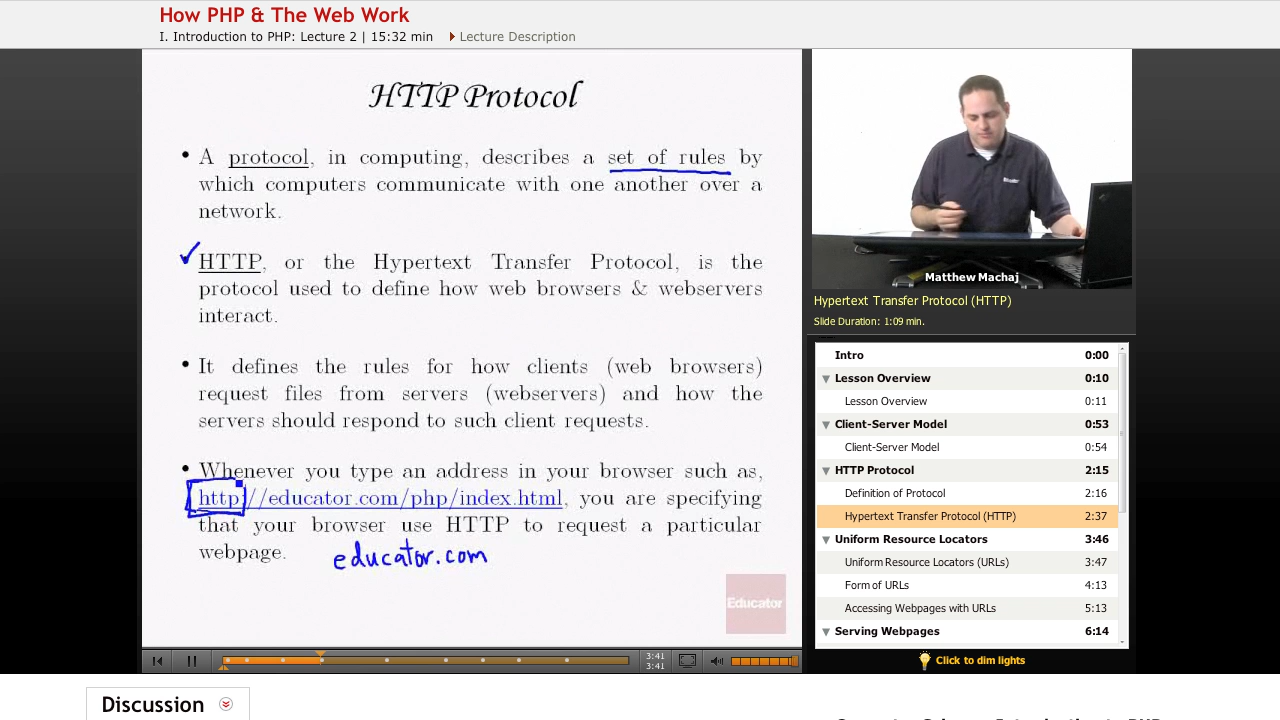 How PHP & The Web Work
I. Introduction to PHP: Lecture 2 | 15:32 min
Lecture Description
HTTP Protocol
• A protocol, in computing, describes a set of rules by
which computers communicate with one another over a
network.
HTTP, or the Hypertext Transfer Protocol, is the
protocol used to define how web browsers & webservers
interact.
• It defines the rules for how clients (web browsers)
request files from servers (webservers) and how the
servers should respond to such client requests.
• Whenever you type an address in your browser such as,
http://educator.com/php/index.html, you are specifying
that your browser use HTTP to request a particular
webpage.
educator.com
Educator
3:41
3:41
Matthew Machaj
Hypertext Transfer Protocol (HTTP)
Slide Duration: 1:09 min.
Intro 0:00
Lesson Overview 0:10
Lesson Overview 0:11
Client-Server Model 0:53
Client-Server Model 0:54
HTTP Protocol 2:15
Definition of Protocol 2:16
Hypertext Transfer Protocol (HTTP) 2:37
Uniform Resource Locators 3:46
Uniform Resource Locators (URLs) 3:47
Form of URLs 4:13
Accessing Webpages with URLs 5:13
Serving Webpages 6:14
Click to dim lights
Discussion